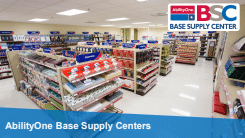 AbilityOne
BSC
BASE SUPPLY CENTER
AbilityOne Base Supply Centers